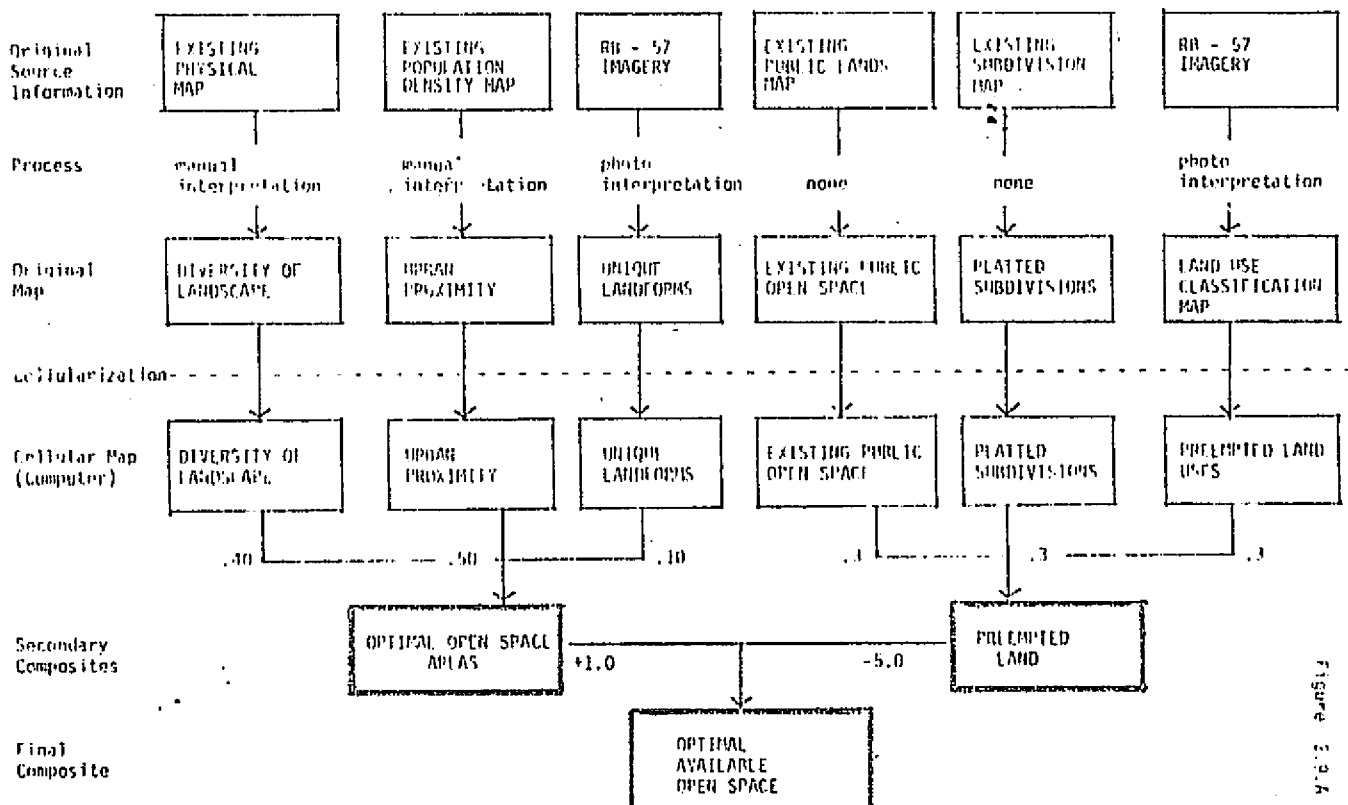 Original
Source
Information
EXISTING
PHYSICAL
MAP
EXISTING
POPULATION
DENSITY MAP
RB - 57
IMAGERY
EXISTING
PUBLIC LANDS
MAP
EXISTING
SUBDIVISION
MAP
RB - 57
IMAGERY
Process
manual
interpretation
manual
interpretation
photo
interpretation
none
none
photo
interpretation
Original
Map
DIVERSITY OF
LANDSCAPE
URBAN
PROXIMITY
UNIQUE
LANDFORMS
EXISTING PUBLIC
OPEN SPACE
PLATTED
SUBDIVISIONS
LAND USE
CLASSIFICATION
MAP
Cellularization
Cellular Map
(Computer)
DIVERSITY OF
LANDSCAPE
URBAN
PROXIMITY
UNIQUE
LANDFORMS
EXISTING PUBLIC
OPEN SPACE
PLATTED
SUBDIVISIONS
PREEMPTED LAND
USES
.40 .50 .10 .3 .3 .3
Secondary
Composites
OPTIMAL OPEN SPACE
AREAS
+1.0
-5.0
PREEMPTED
LAND
Final
Composite
OPTIMAL
AVAILABLE
OPEN SPACE
Figure